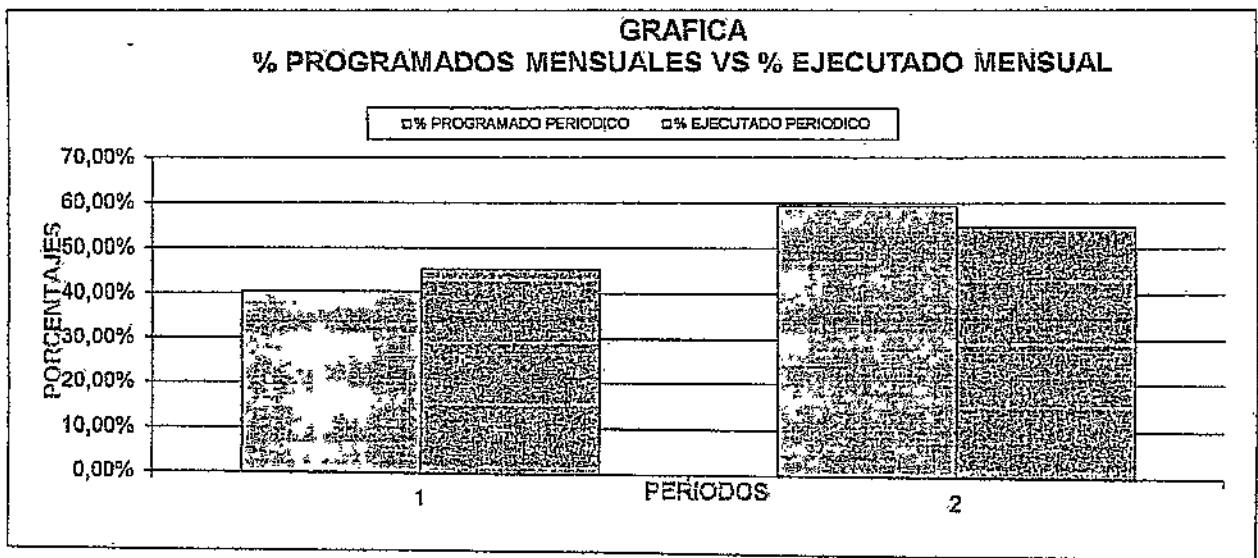 GRAFICA
% PROGRAMADOS MENSUALES VS % EJECUTADO MENSUAL
% PROGRAMADO PERIODICO % EJECUTADO PERIODICO
70,00%
60,00%
50,00%
40,00%
30,00%
20,00%
10,00%
0,00%
PORCENTAJES
1
2
PERIODOS